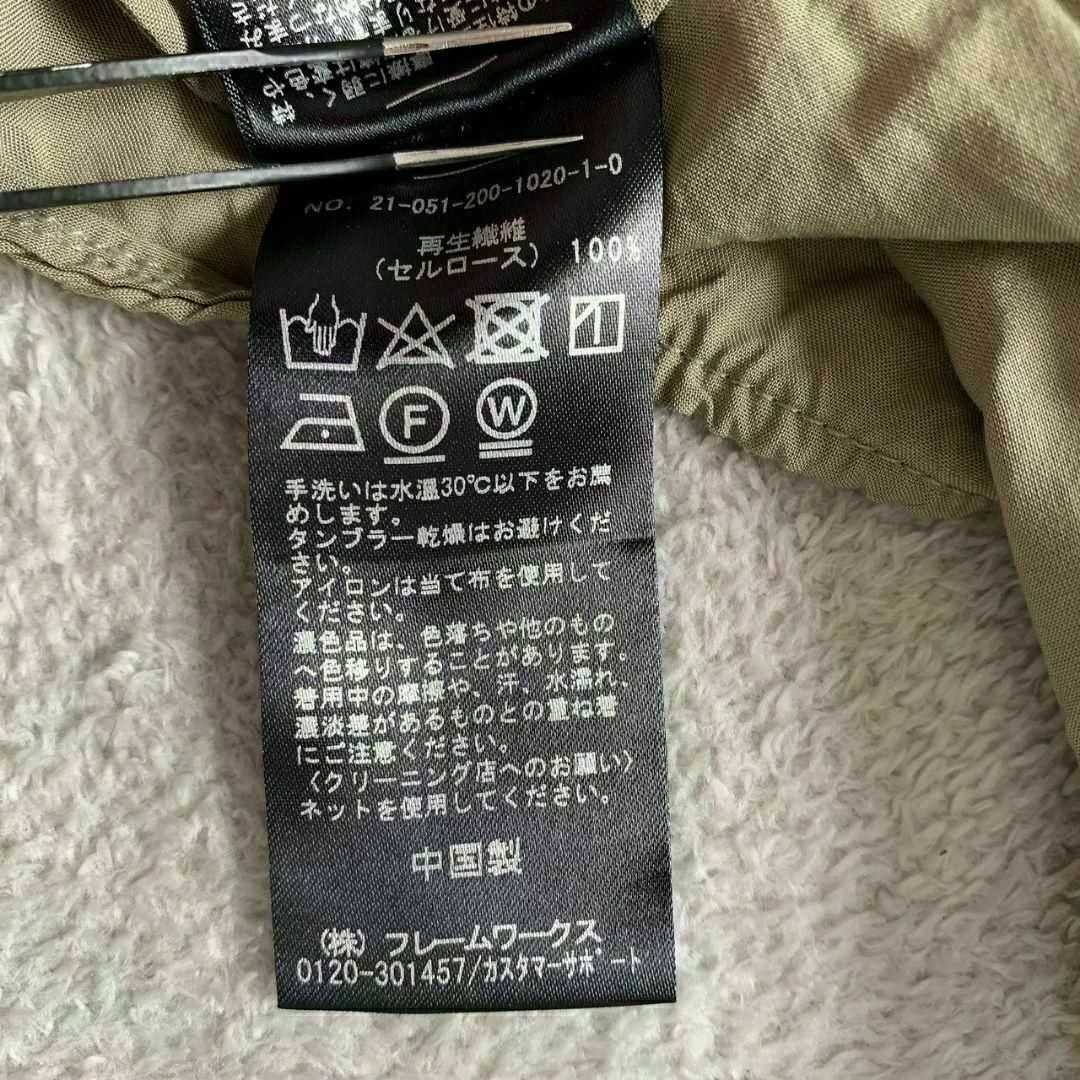 NO. 21-051-200-1020-1-0
再生繊維
(セルロース) 100%
F
W
手洗いは水温30℃以下をお薦
めします。
タンブラー乾燥はお避けくだ
さい。
アイロンは当て布を使用して
ください。
濃色品は、色落ちや他のもの
へ色移りすることがあります。
着用中の摩擦や、汗、水濡れ、
濃淡差があるものとの重ね着
にご注意ください。
〈クリーニング店へのお願い〉
ネットを使用してください。
中国製
(株) フレームワークス
0120-301457/カスタマーサポート